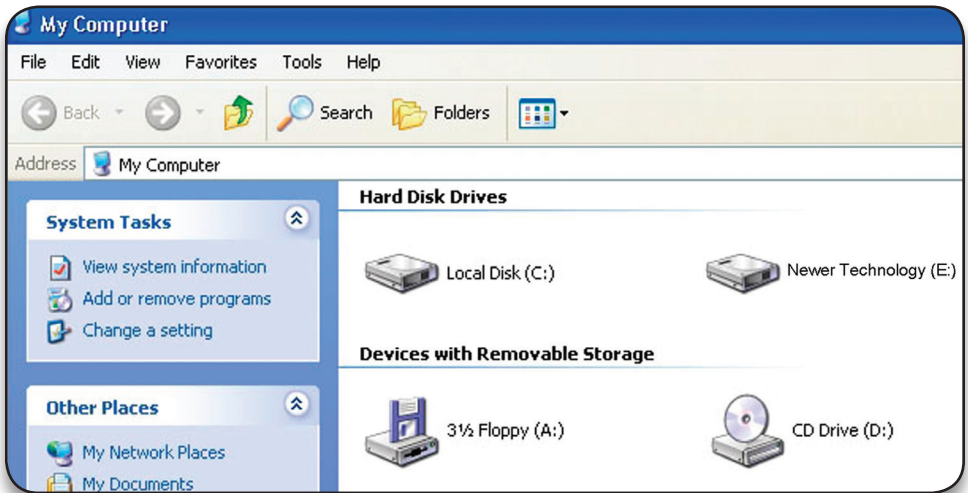 My Computer
File Edit View Favorites Tools Help
Back Search Folders
Address My Computer
System Tasks
View system information
Add or remove programs
Change a setting
Other Places
My Network Places
My Documents
Hard Disk Drives
Local Disk (C:) Newer Technology (E:)
Devices with Removable Storage
3½ Floppy (A:) CD Drive (D:)